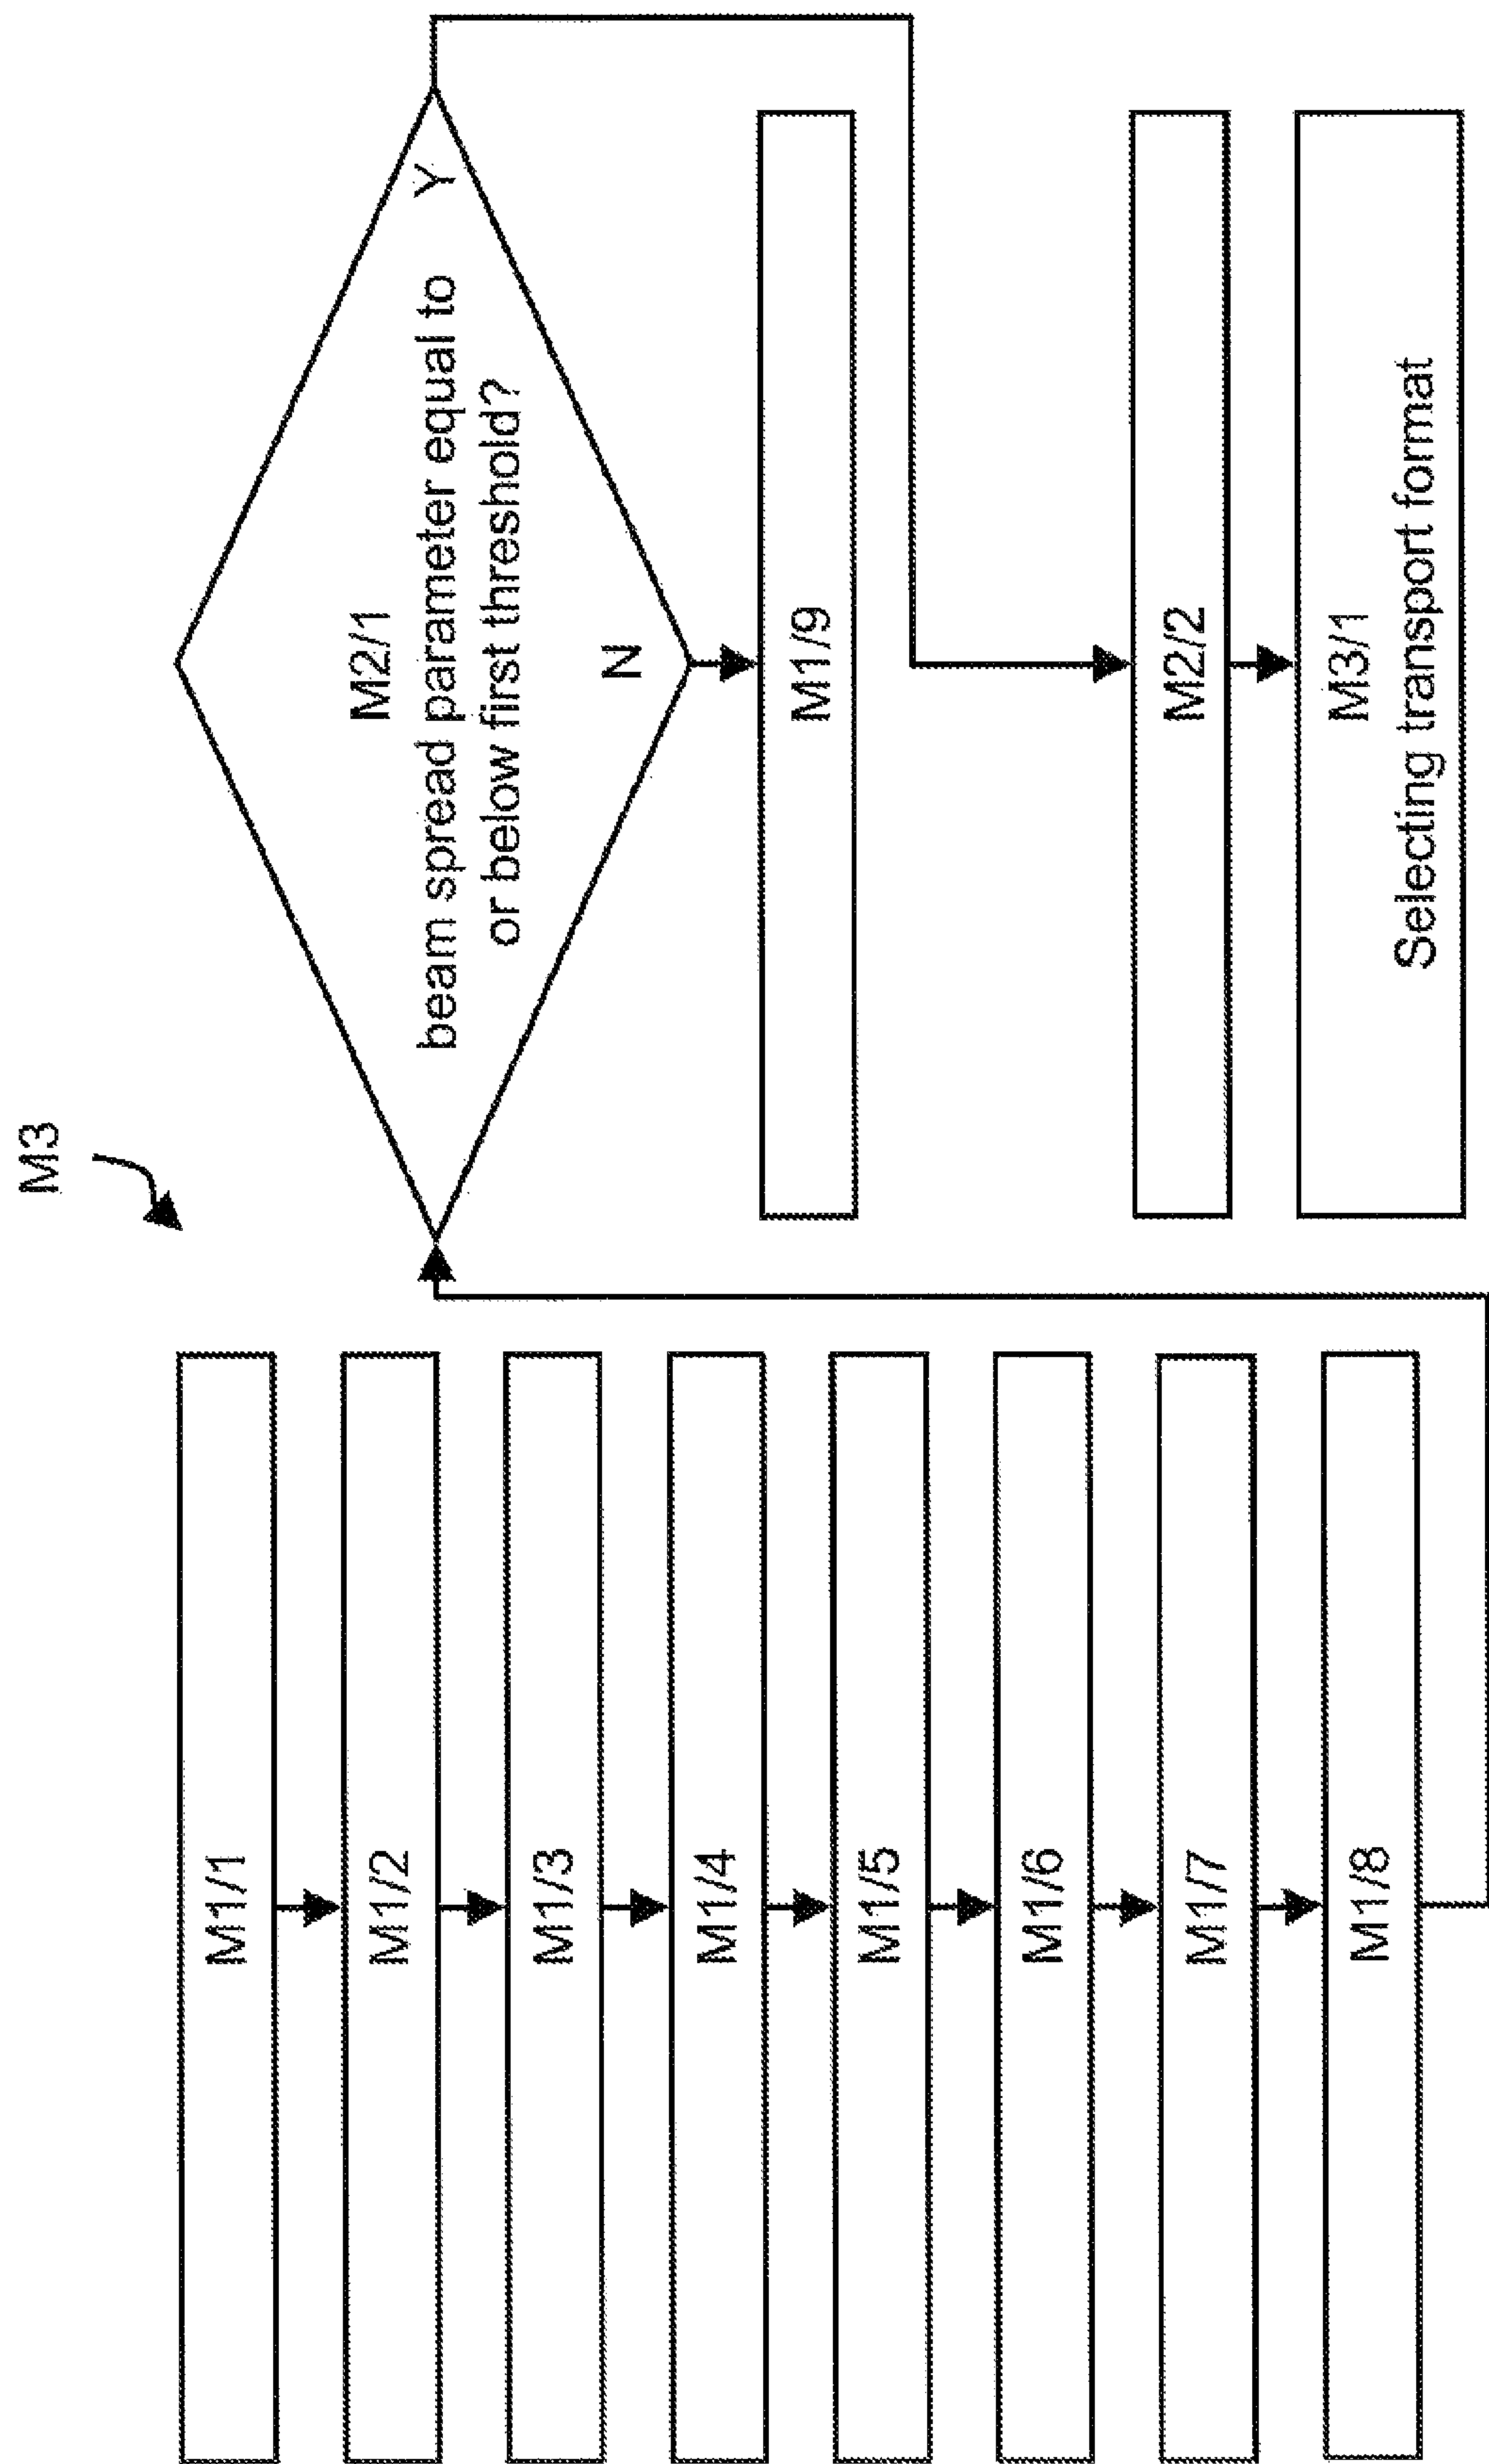 M3
M1/1
M1/2
M1/3
M1/4
M1/5
M1/6
M1/7
M1/8
M2/1
beam spread parameter equal to
or below first threshold?
Y
N
M1/9
M2/2
M3/1
Selecting transport format